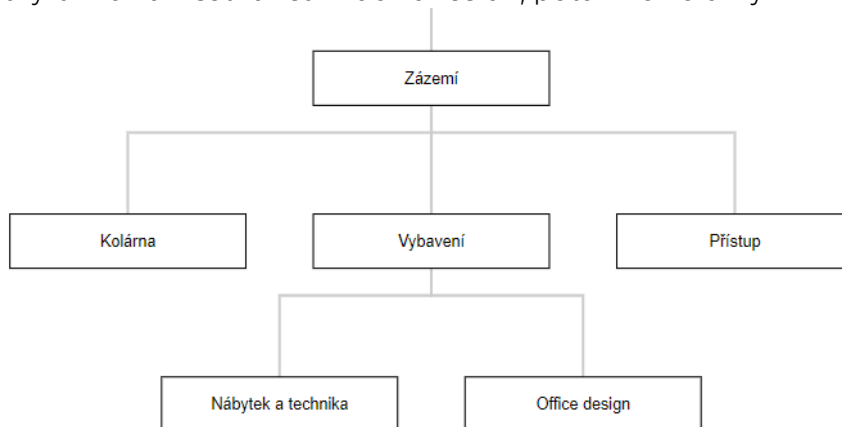 Zázemí
Kolárna
Vybavení
Přístup
Nábytek a technika
Office design